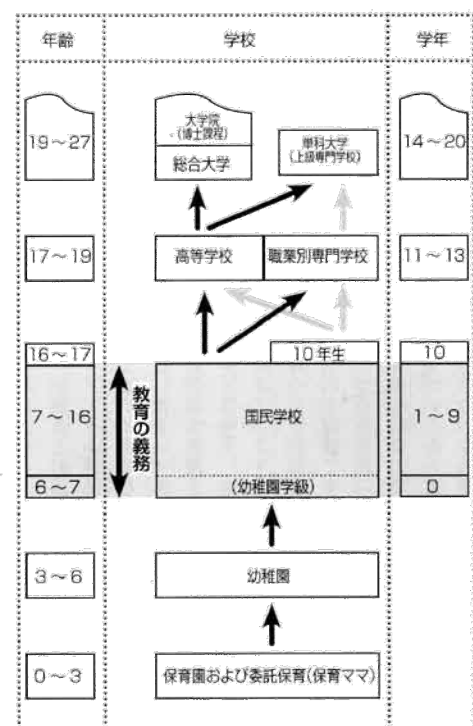 年齢 学校 学年
19～27
大学院
(博士課程)
総合大学
単科大学
(上級専門学校)
14～20
17～19 高等学校 職業別専門学校 11～13
16～17 10年生 10
7～16 教育の義務 国民学校 1～9
6～7 (幼稚園学級) 0
3～6 幼稚園
0～3 保育園および委託保育(保育ママ)